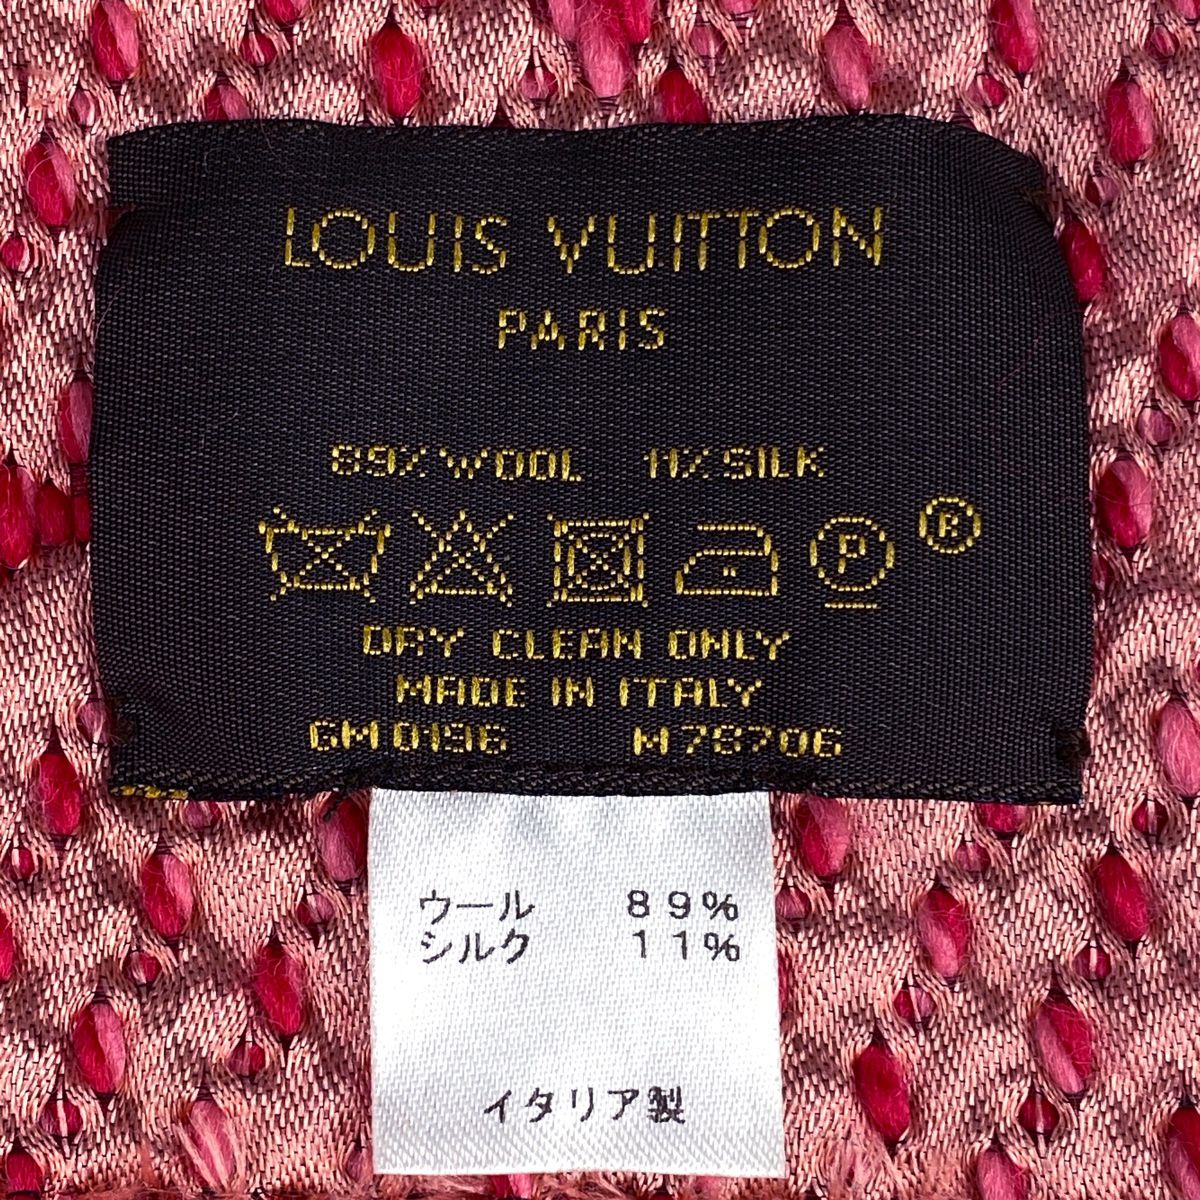 LOUIS VUITTON
PARIS
89% WOOL 11% SILK
P ®
DRY CLEAN ONLY
MADE IN ITALY
GM0196 M78706
ウール 89%
シルク 11%
イタリア製